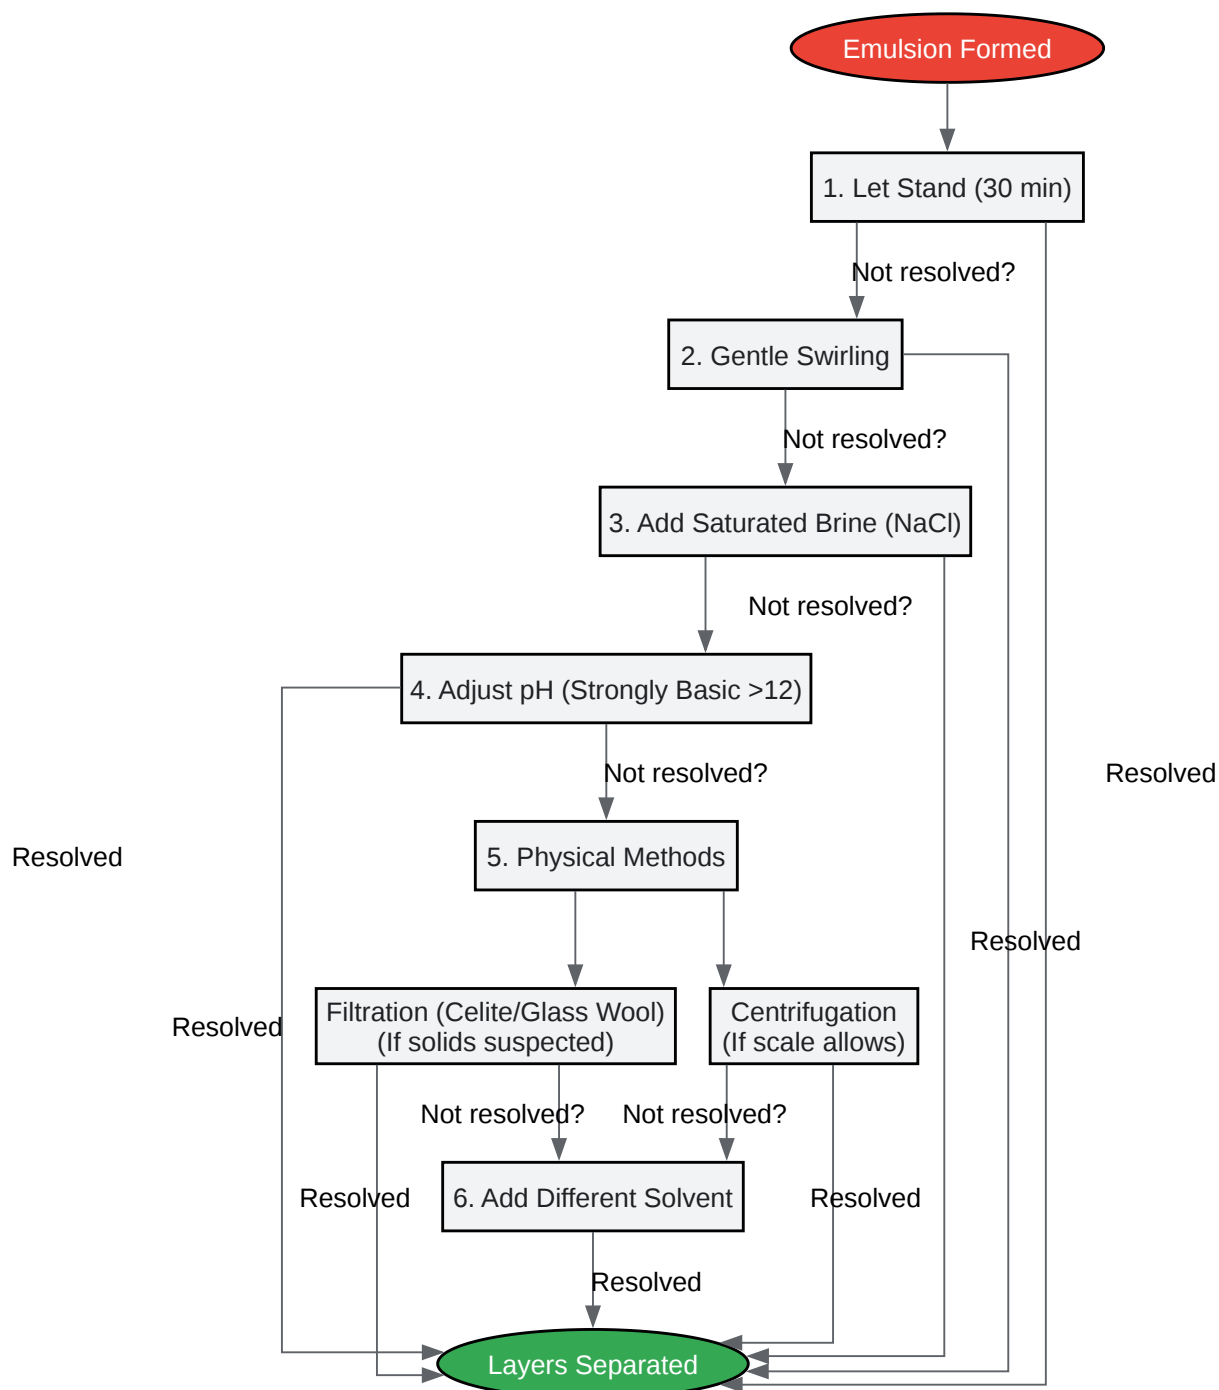 Emulsion Formed
1. Let Stand (30 min)
Not resolved?
2. Gentle Swirling
Not resolved?
3. Add Saturated Brine (NaCl)
Not resolved?
4. Adjust pH (Strongly Basic >12)
Not resolved?
Resolved
5. Physical Methods
Resolved
Resolved
Filtration (Celite/Glass Wool)
(If solids suspected)
Centrifugation
(If scale allows)
Resolved
Not resolved?
Not resolved?
Resolved
6. Add Different Solvent
Resolved
Resolved
Layers Separated